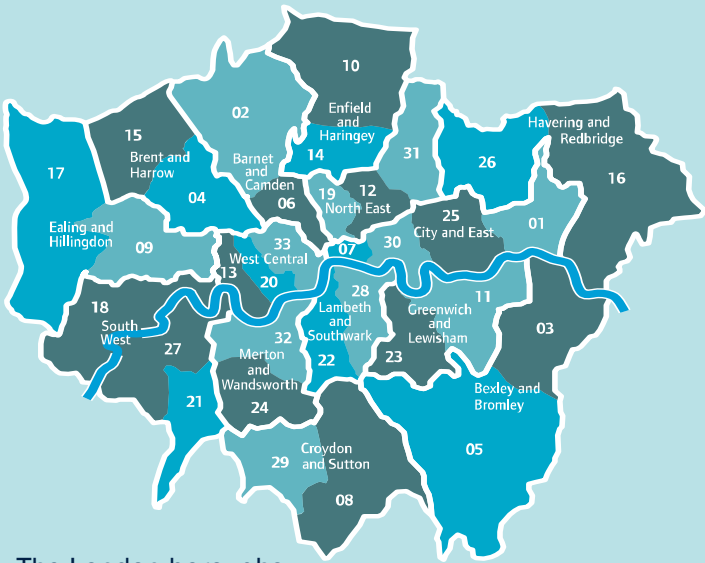 10
02
Enfield
and
Haringey
Havering and
Redbridge
15
Brent and
Harrow
14
31
26
17
Barnet
and
Camden
16
04
06
19
12
North East
25
City and East
01
Ealing and
Hillingdon
09
33
West Central
07
30
13
20
28
11
18
South
West
Lambeth
and
Southwark
Greenwich
and
Lewisham
03
27
32
Merton
and
Wandsworth
22
23
21
24
Bexley and
Bromley
29
Croydon
and Sutton
05
08
The London boroughs